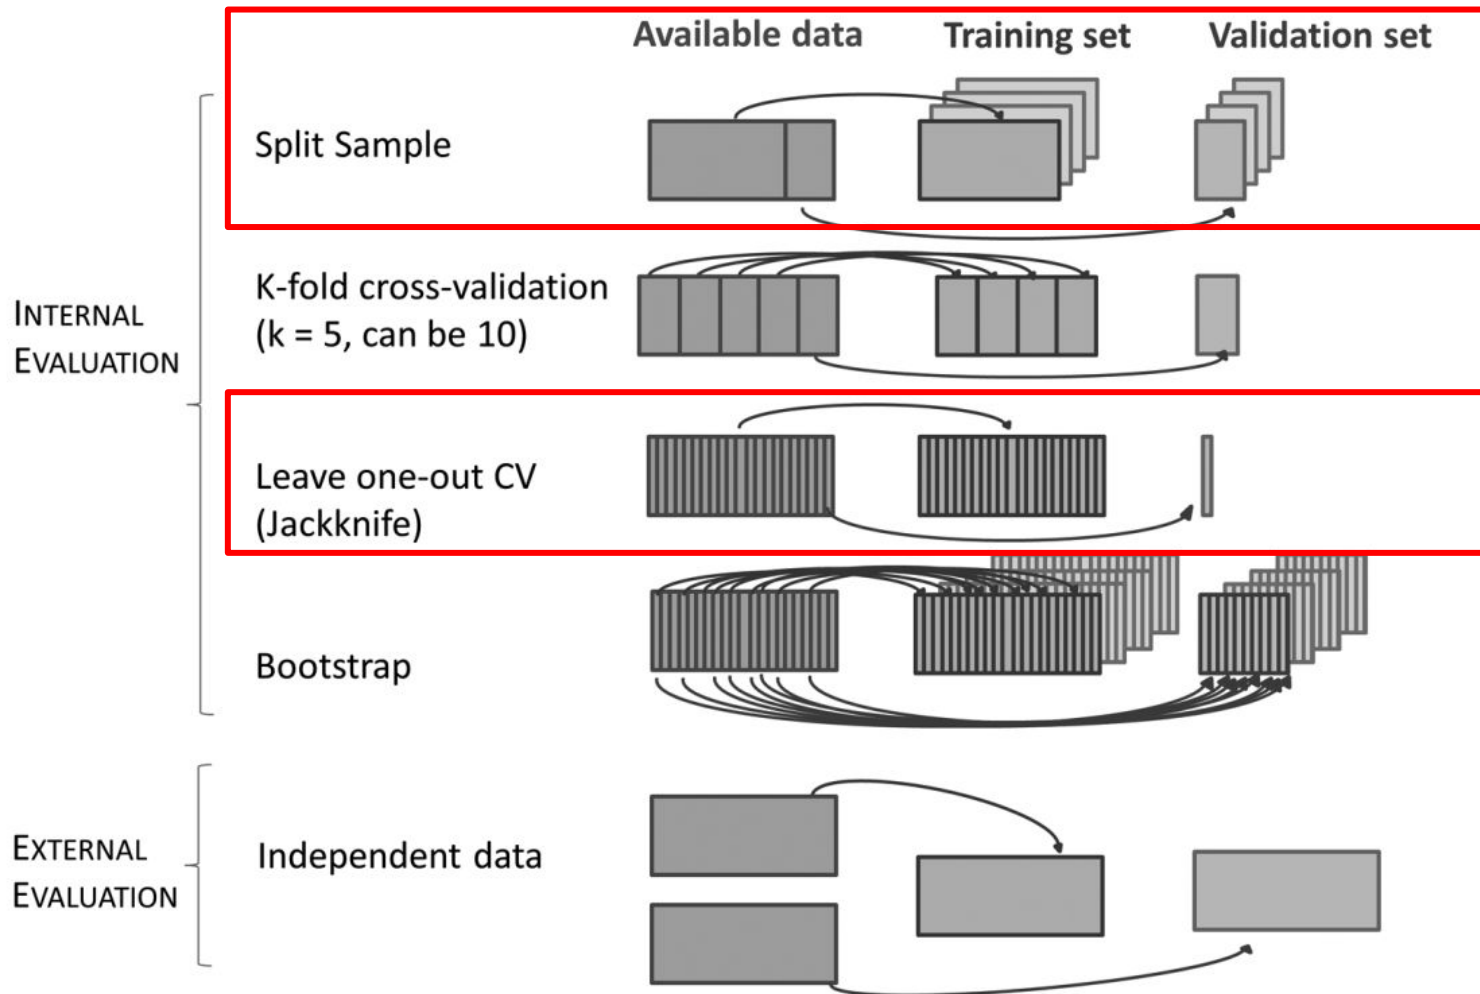 Available data
Training set
Validation set
Split Sample
INTERNAL
EVALUATION
K-fold cross-validation
(k = 5, can be 10)
Leave one-out CV
(Jackknife)
Bootstrap
EXTERNAL
EVALUATION
Independent data